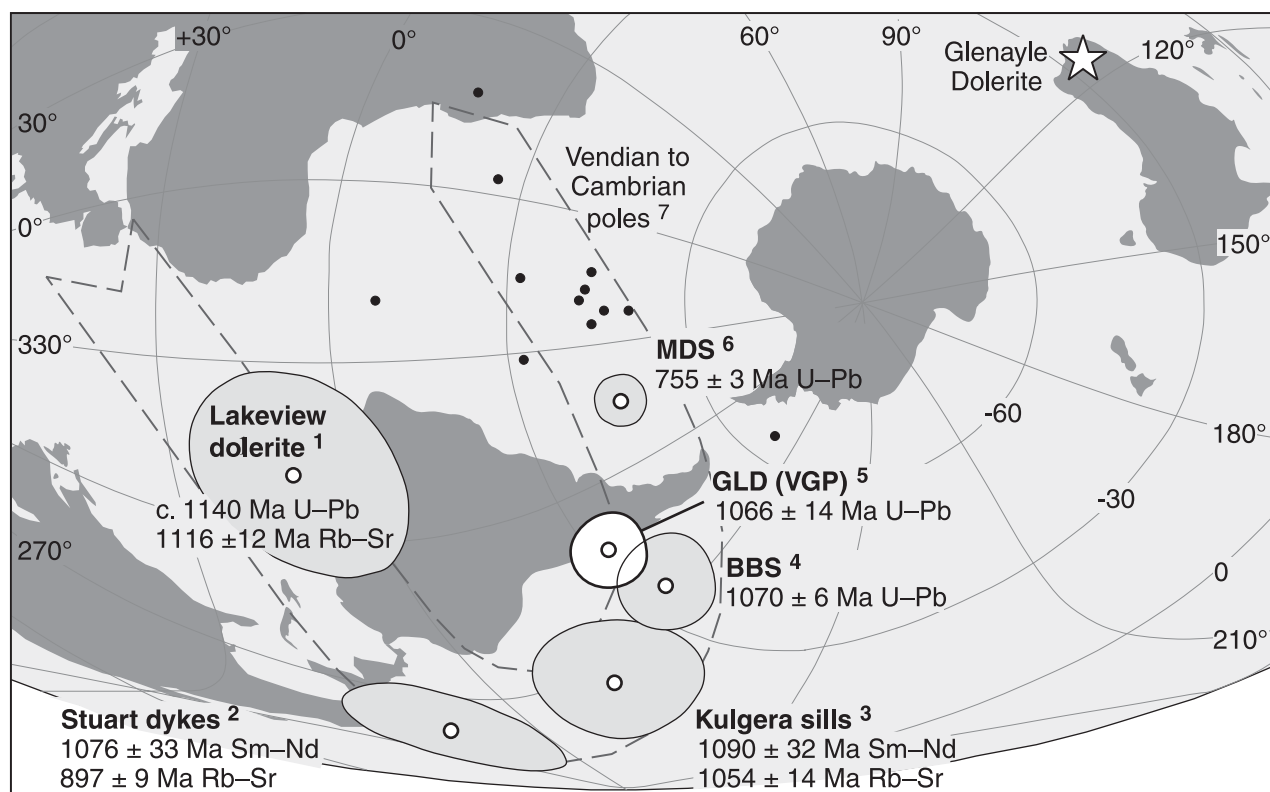 +30°
0°
60°
90°
120°
Glenayle
Dolerite
30°
Vendian to
Cambrian
poles 7
0°
150°
330°
MDS 6
755 ± 3 Ma U–Pb
-60
180°
Lakeview
dolerite 1
c. 1140 Ma U–Pb
1116 ±12 Ma Rb–Sr
GLD (VGP) 5
1066 ± 14 Ma U–Pb
-30
270°
BBS 4
1070 ± 6 Ma U–Pb
0
210°
Stuart dykes 2
1076 ± 33 Ma Sm–Nd
897 ± 9 Ma Rb–Sr
Kulgera sills 3
1090 ± 32 Ma Sm–Nd
1054 ± 14 Ma Rb–Sr